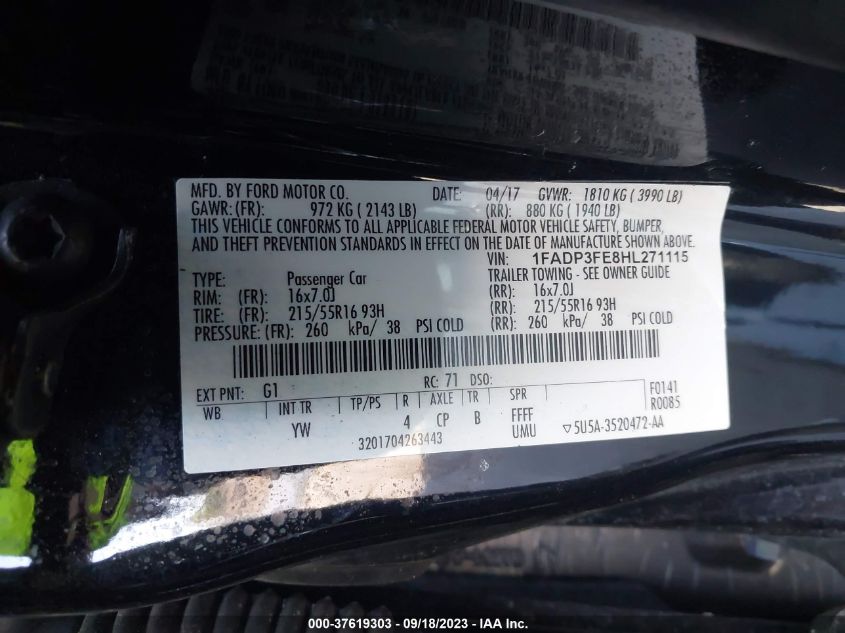 MFD. BY FORD MOTOR CO. DATE: 04/17 GVWR: 1810 KG ( 3990 LB)
GAWR: (FR): 972 KG ( 2143 LB) (RR): 880 KG ( 1940 LB)
THIS VEHICLE CONFORMS TO ALL APPLICABLE FEDERAL MOTOR VEHICLE SAFETY, BUMPER,
AND THEFT PREVENTION STANDARDS IN EFFECT ON THE DATE OF MANUFACTURE SHOWN ABOVE.
VIN: 1FADP3FE8HL271115
TYPE: Passenger Car TRAILER TOWING - SEE OWNER GUIDE
RIM: (FR): 16x7.0J (RR): 16x7.0J
TIRE: (FR): 215/55R16 93H (RR): 215/55R16 93H
PRESSURE: (FR): 260 kPa/ 38 PSI COLD (RR): 260 kPa/ 38 PSI COLD
EXT PNT: G1 RC: 71 DSO:
WB INT TR TP/PS R AXLE TR SPR F0141
R0085
YW 4 CP B FFFF
UMU ▽5U5A-3520472-AA
3201704263443
000-37619303 - 09/18/2023 - IAA Inc.